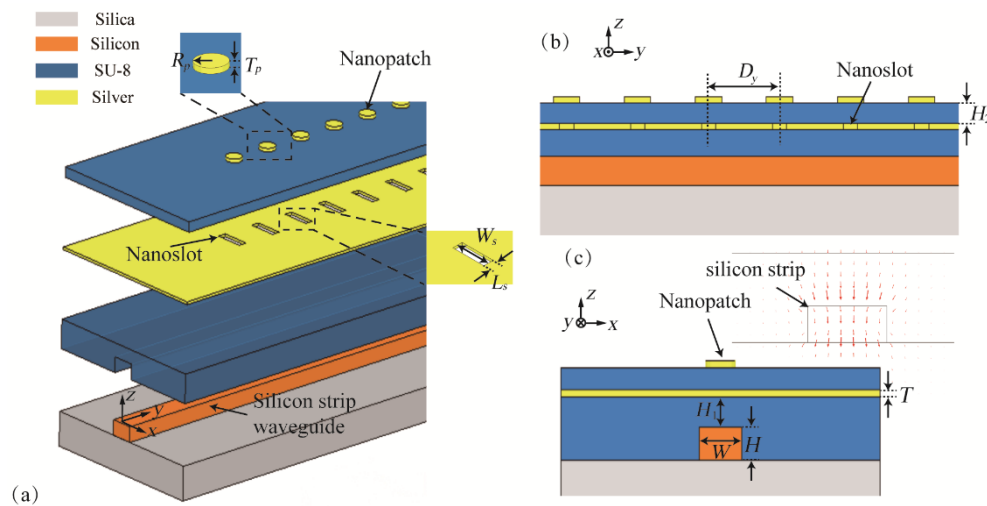 Silica
Silicon
SU-8
Silver
Rp
Tp
Nanopatch
Nanoslot
Ws
Ls
z
y
x
Silicon strip
waveguide
(a)
(b)
z
x
y
Dy
Nanoslot
(c)
z
y
x
silicon strip
Nanopatch
T
H1
H
W